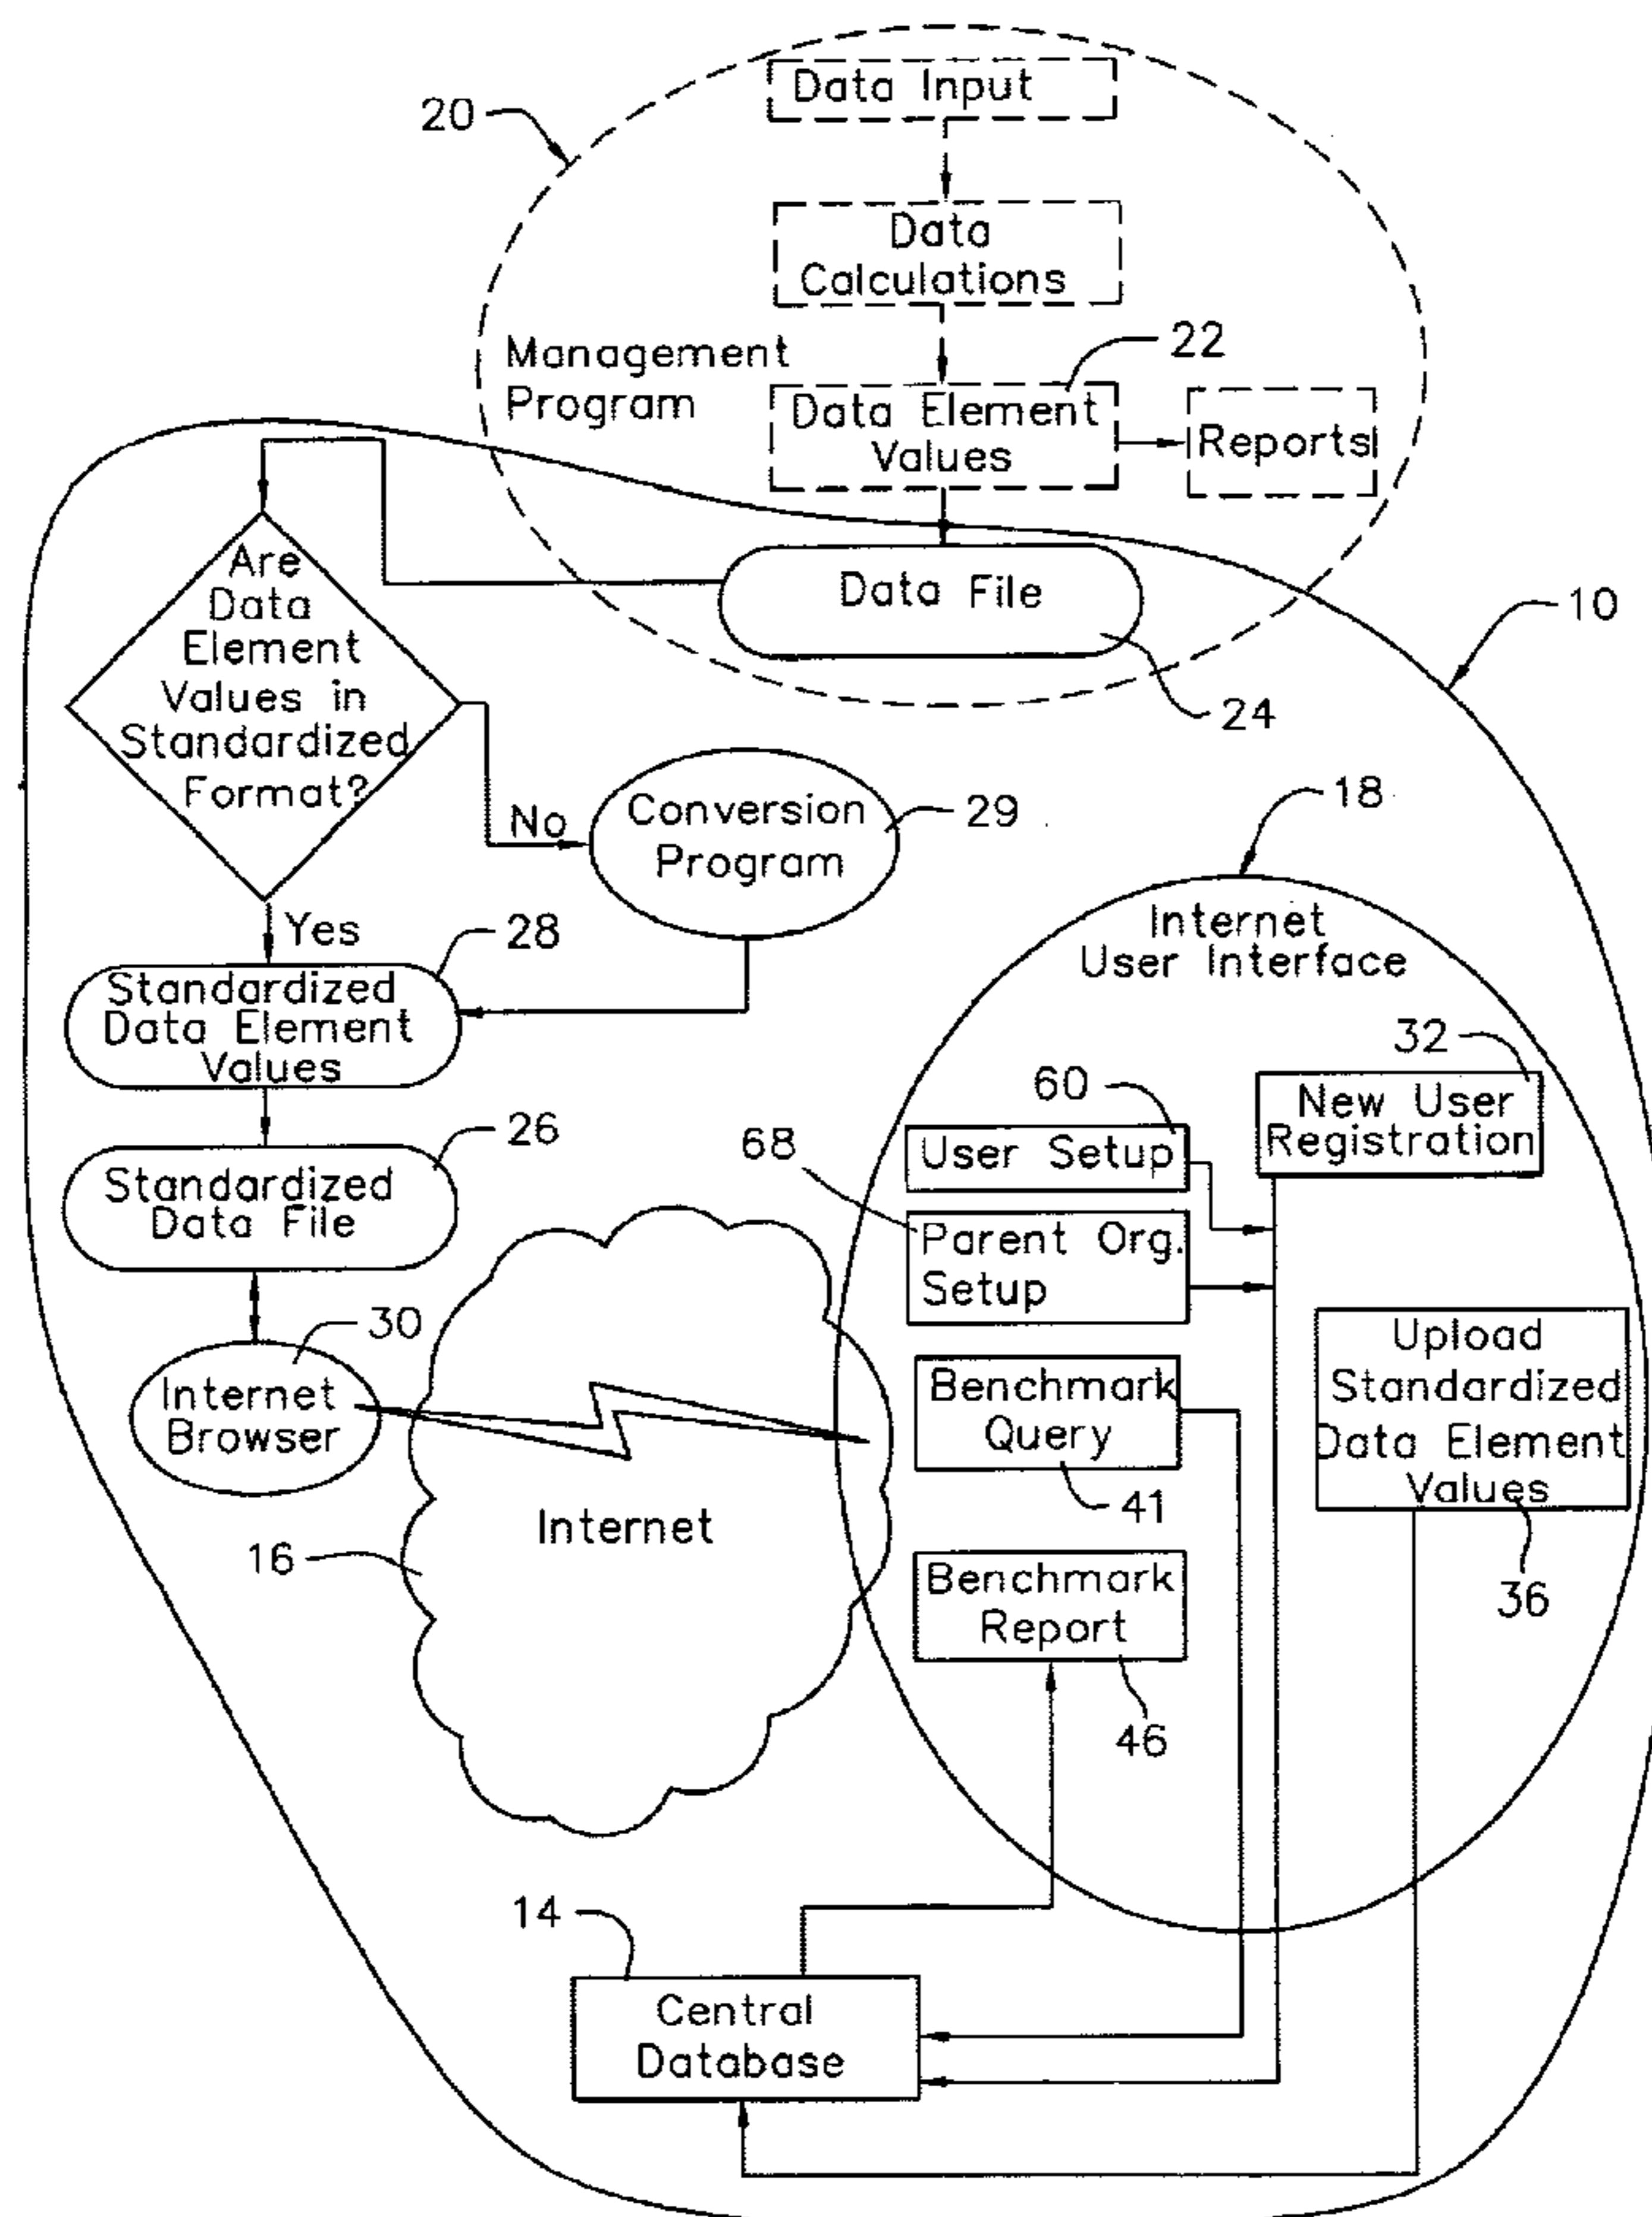 Data Input
20
Data
Calculations
Management
Program
22
Data Element
Values
Reports
Data File
24
10
Are
Data
Element
Values in
Standardized
Format?
No
Conversion
Program
29
Yes
28
Standardized
Data Element
Values
26
Standardized
Data File
30
Internet
Browser
Internet
16
18
Internet
User Interface
32
New User
Registration
60
User Setup
68
Parent Org.
Setup
Benchmark
Query
41
Upload
Standardized
Data Element
Values
36
Benchmark
Report
46
14
Central
Database